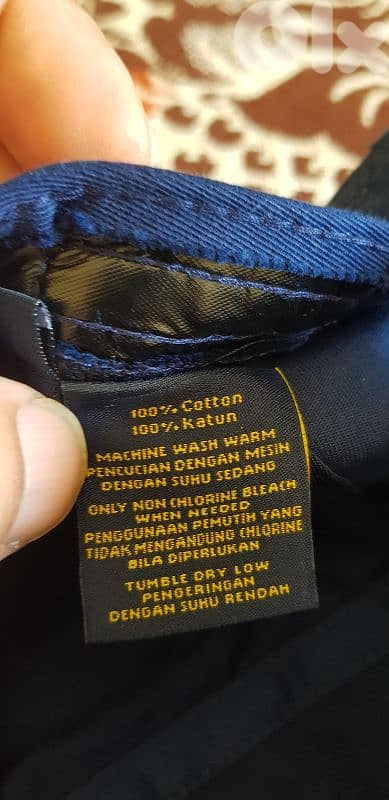 OLX
100% Cotton
100% Katun
MACHINE WASH WARM
PENCUCIAN DENGAN MESIN
DENGAN SUHU SEDANG
ONLY NON CHLORINE BLEACH
WHEN NEEDED
PENGGUNAAN PEMUTIH YANG
TIDAK MENGANDUNG CHLORINE
BILA DIPERLUKAN
TUMBLE DRY LOW
PENGERINGAN
DENGAN SUHU RENDAH